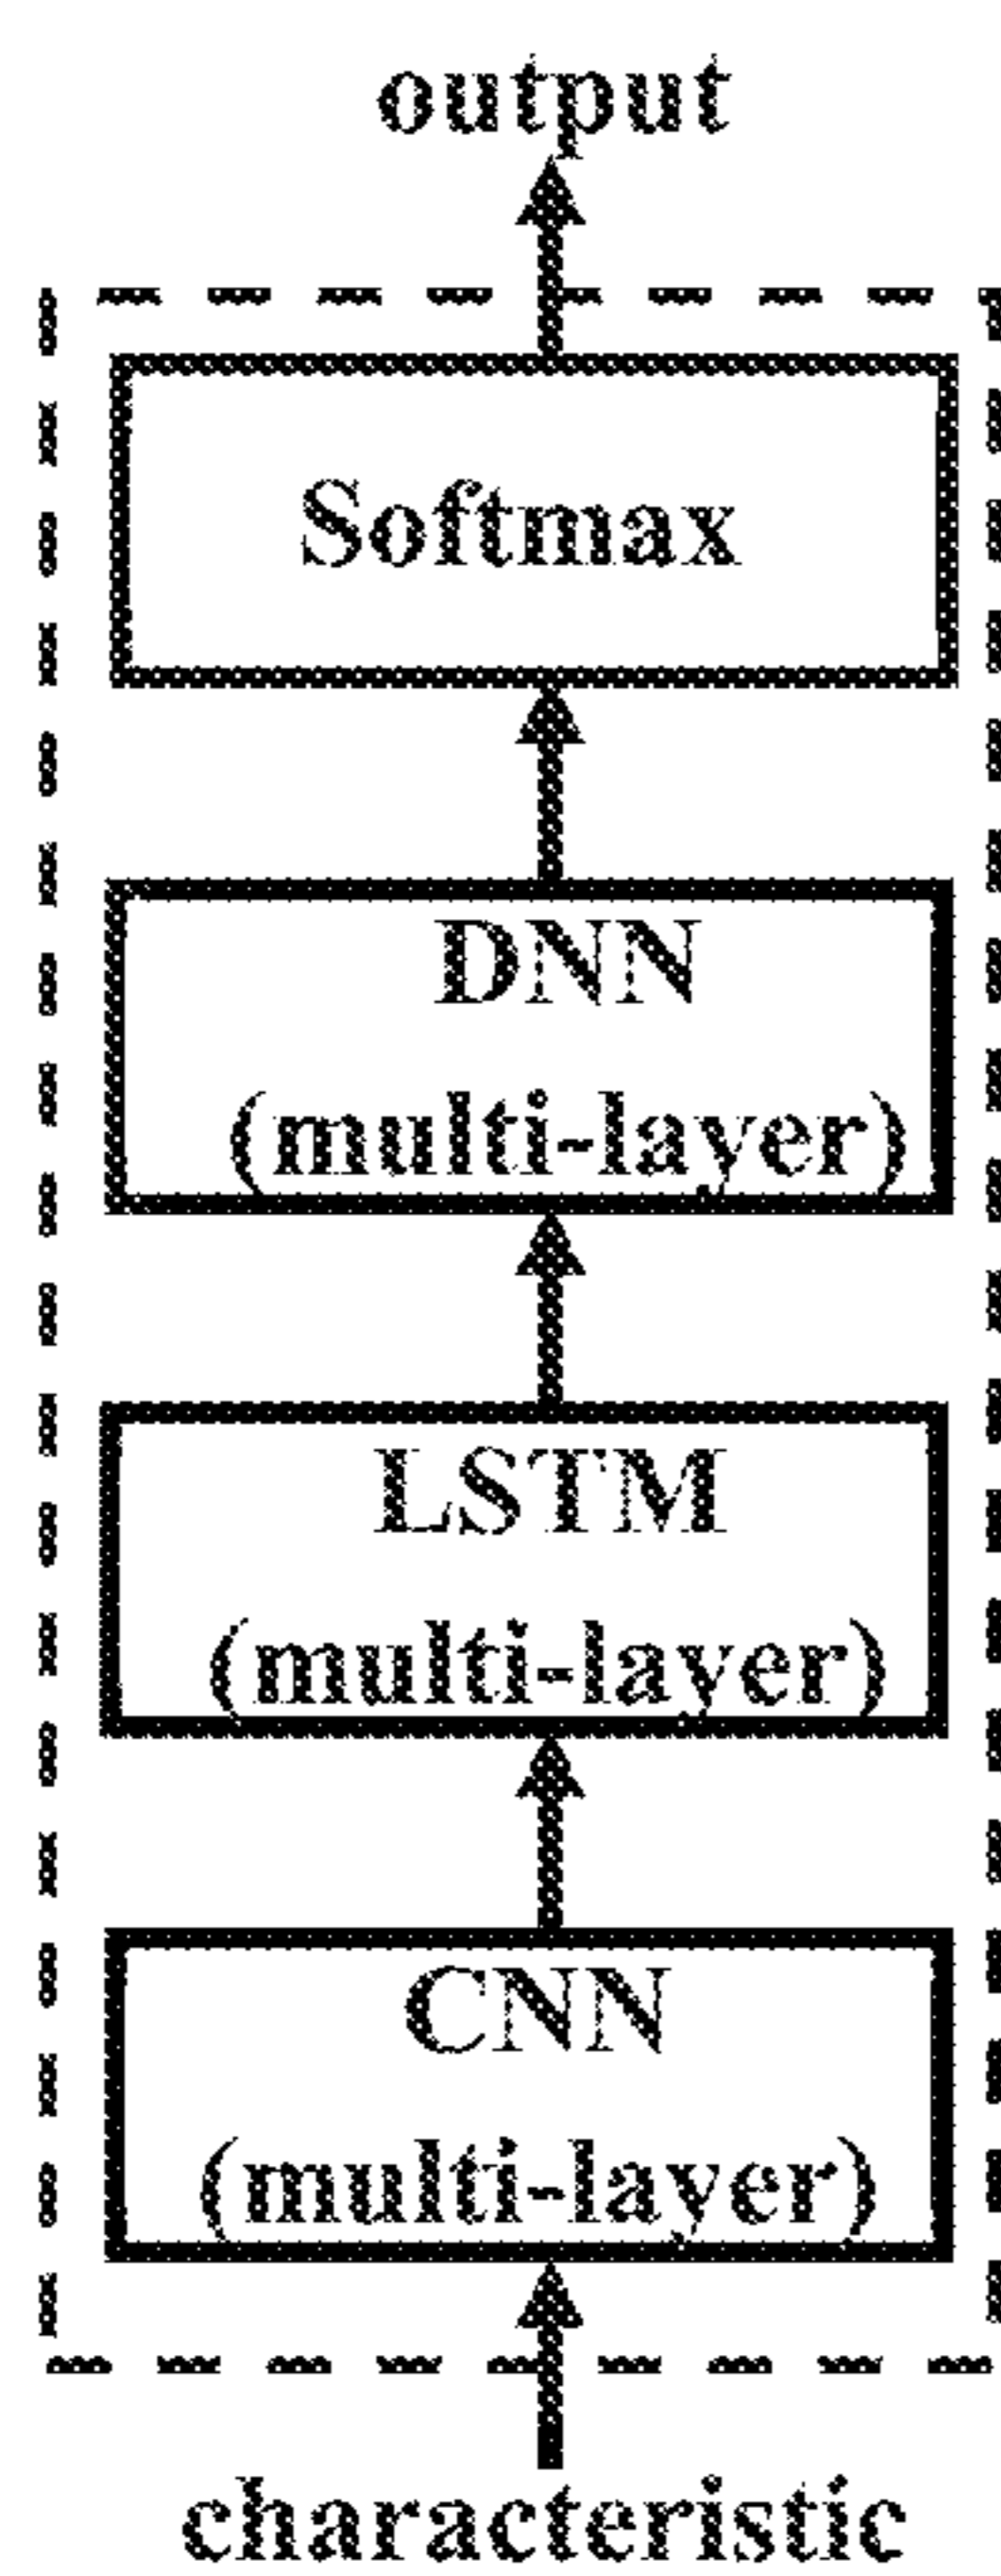 output
Softmax
DNN
(multi-layer)
LSTM
(multi-layer)
CNN
(multi-layer)
characteristic